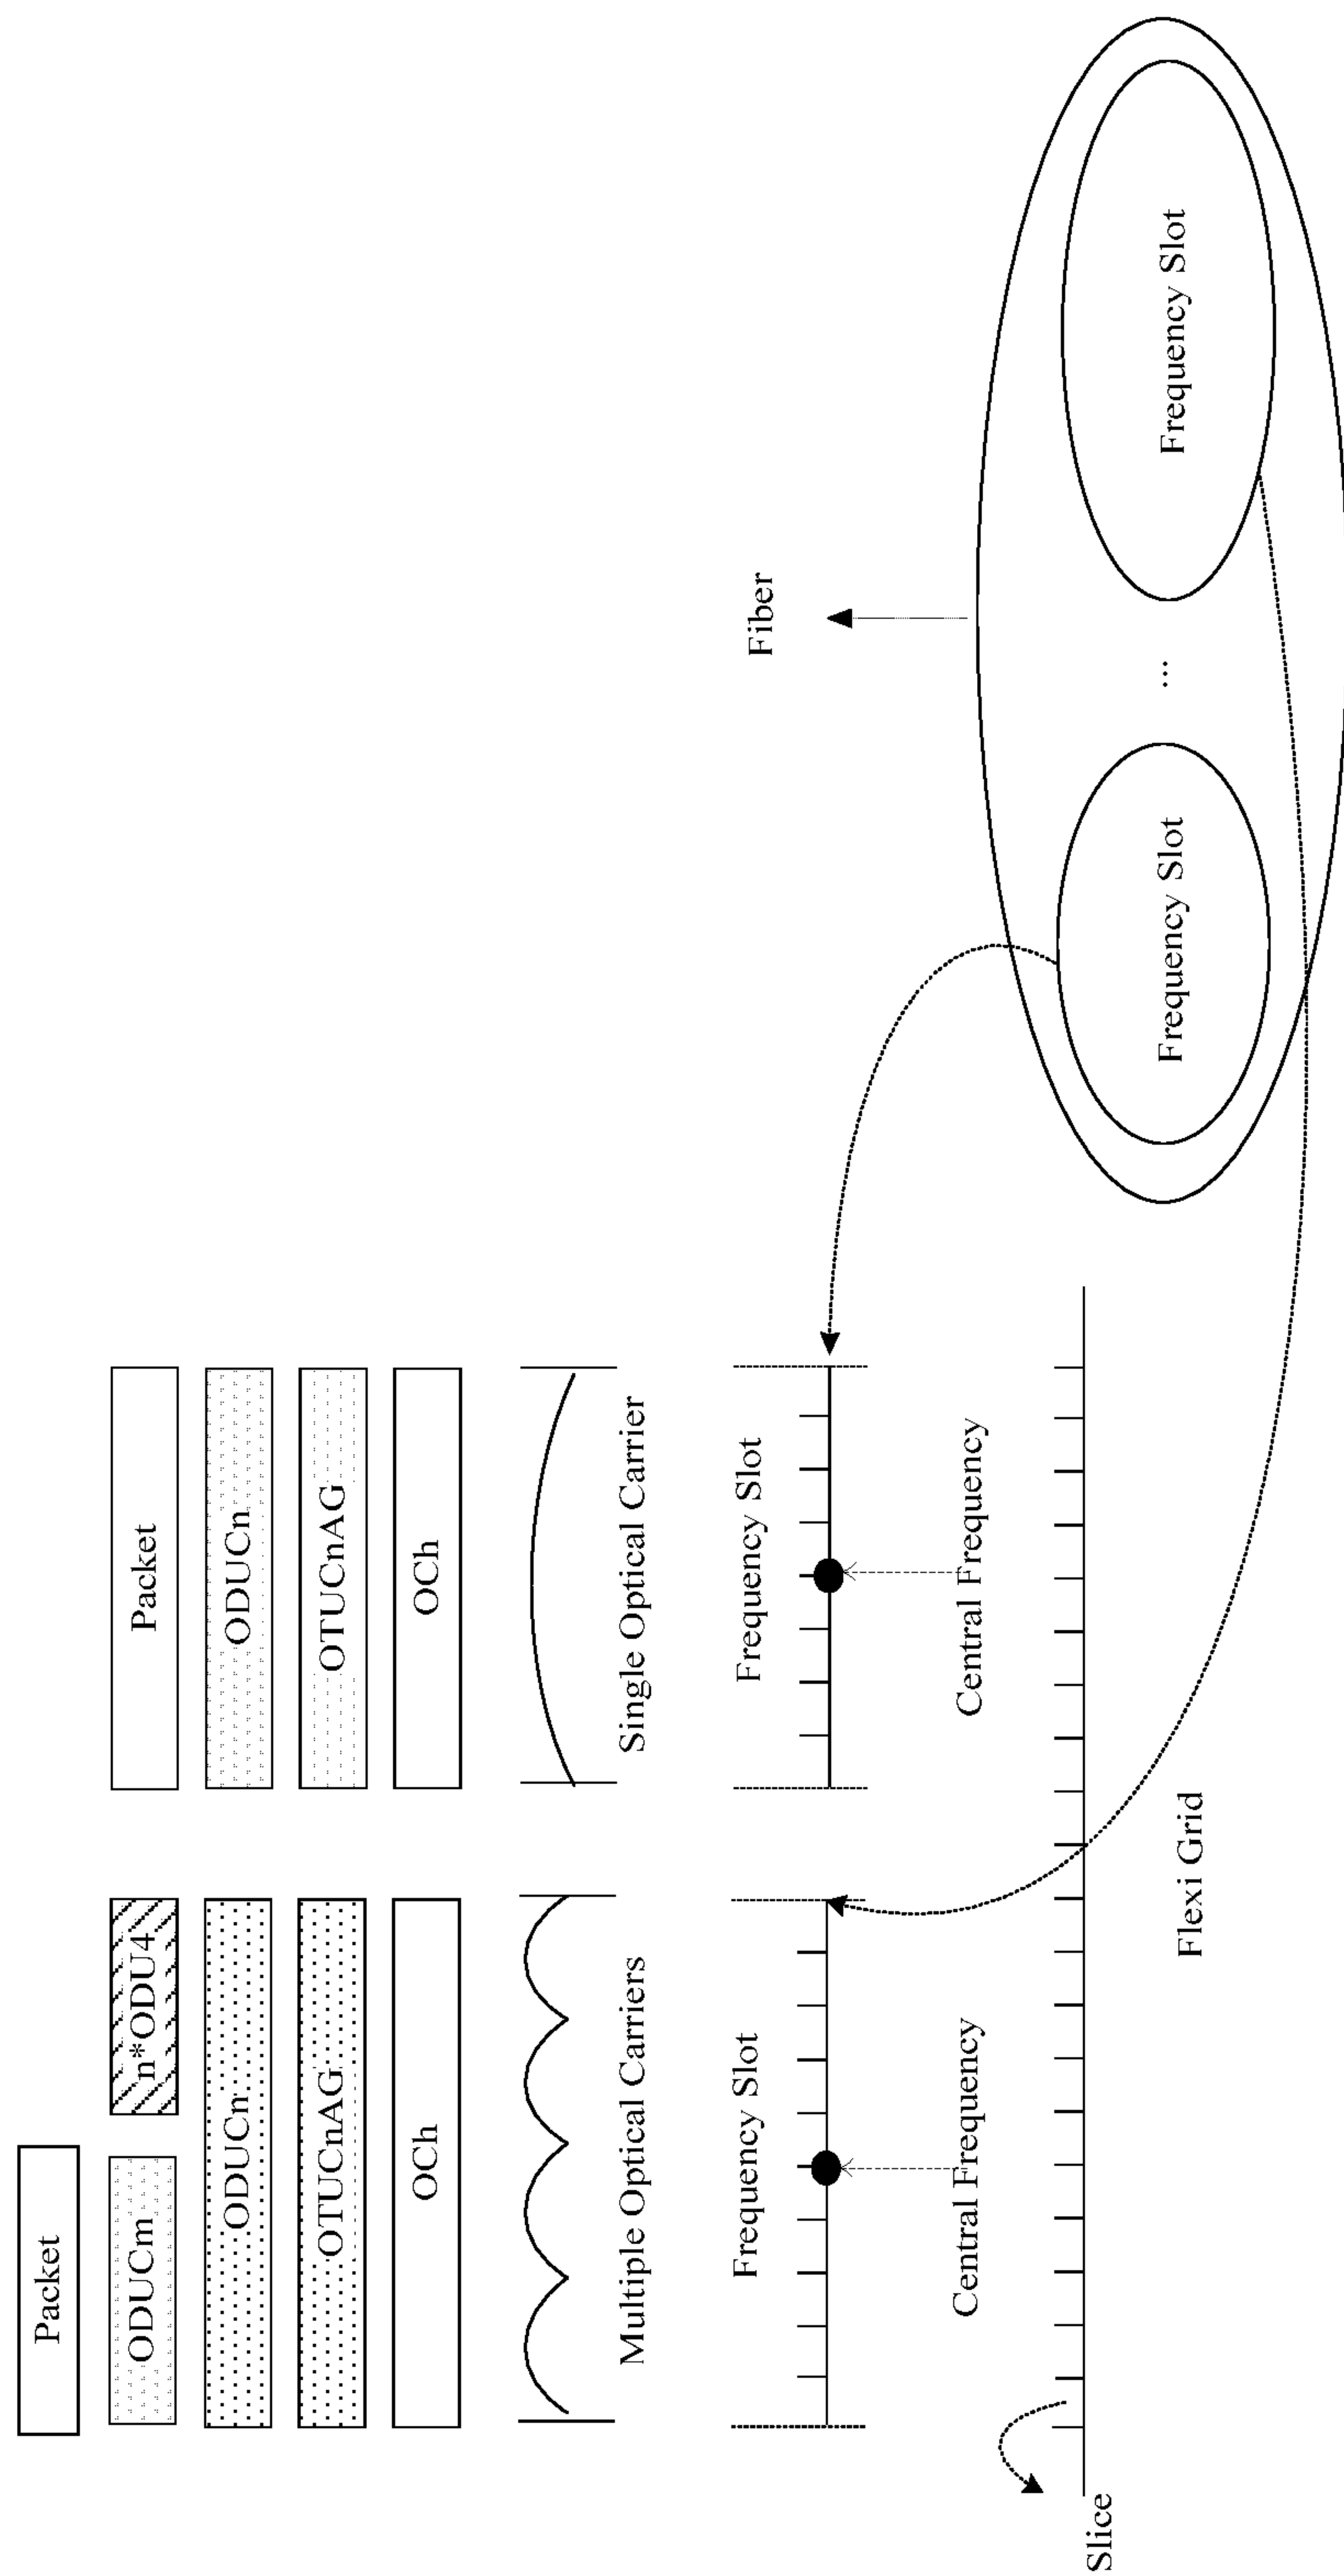 Packet
ODUCm
n*ODU4
ODUCn
OTUCnAG
OCh
Multiple Optical Carriers
Frequency Slot
Central Frequency
Packet
ODUCn
OTUCnAG
OCh
Single Optical Carrier
Frequency Slot
Central Frequency
Slice
Flexi Grid
Fiber
Frequency Slot
...
Frequency Slot